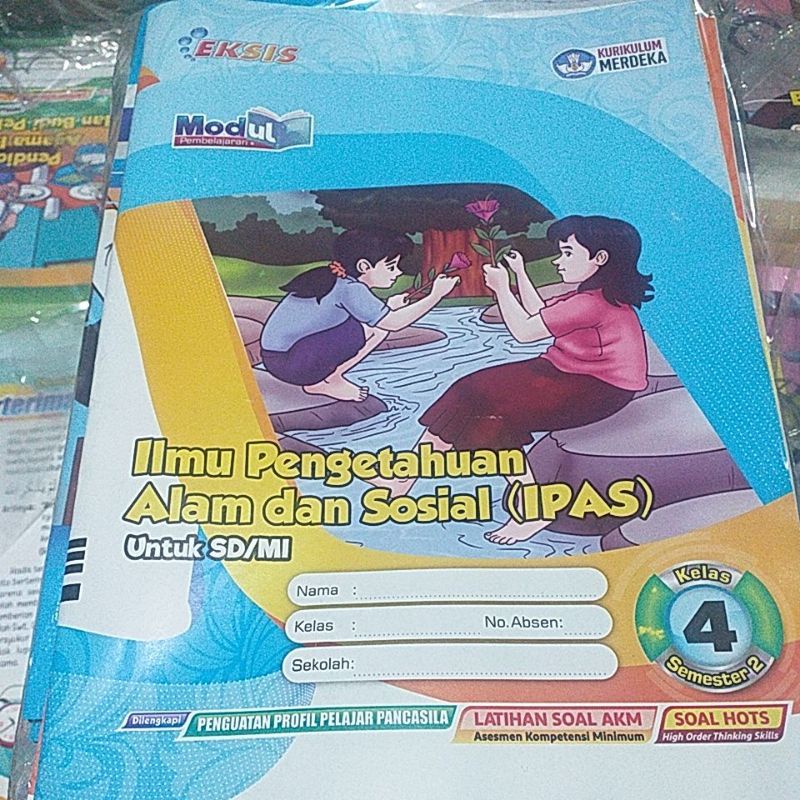 EKSIS
KURIKULUM
MERDEKA
Modul
Pembelajaran
Ilmu Pengetahuan
Alam dan Sosial (IPAS)
Untuk SD/MI
Nama :
Kelas : No. Absen:
Sekolah:
Kelas
4
Semester 2
Dilengkapi PENGUATAN PROFIL PELAJAR PANCASILA
LATIHAN SOAL AKM
Asesmen Kompetensi Minimum
SOAL HOTS
High Order Thinking Skills